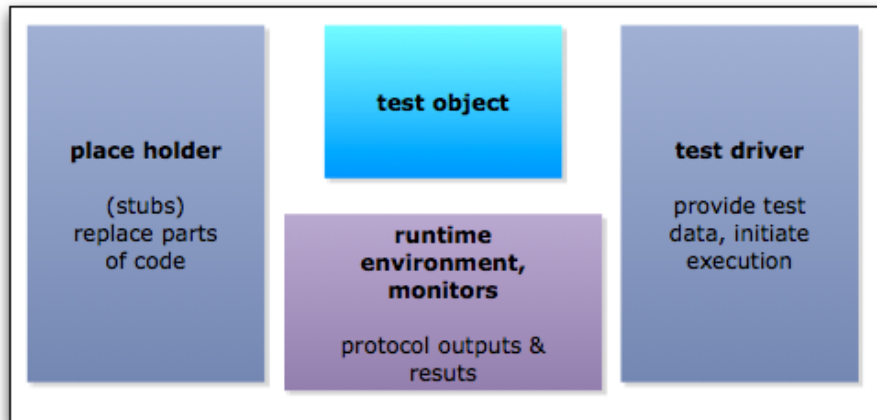 place holder
(stubs)
replace parts
of code
test object
runtime
environment,
monitors
protocol outputs &
resuts
test driver
provide test
data, initiate
execution